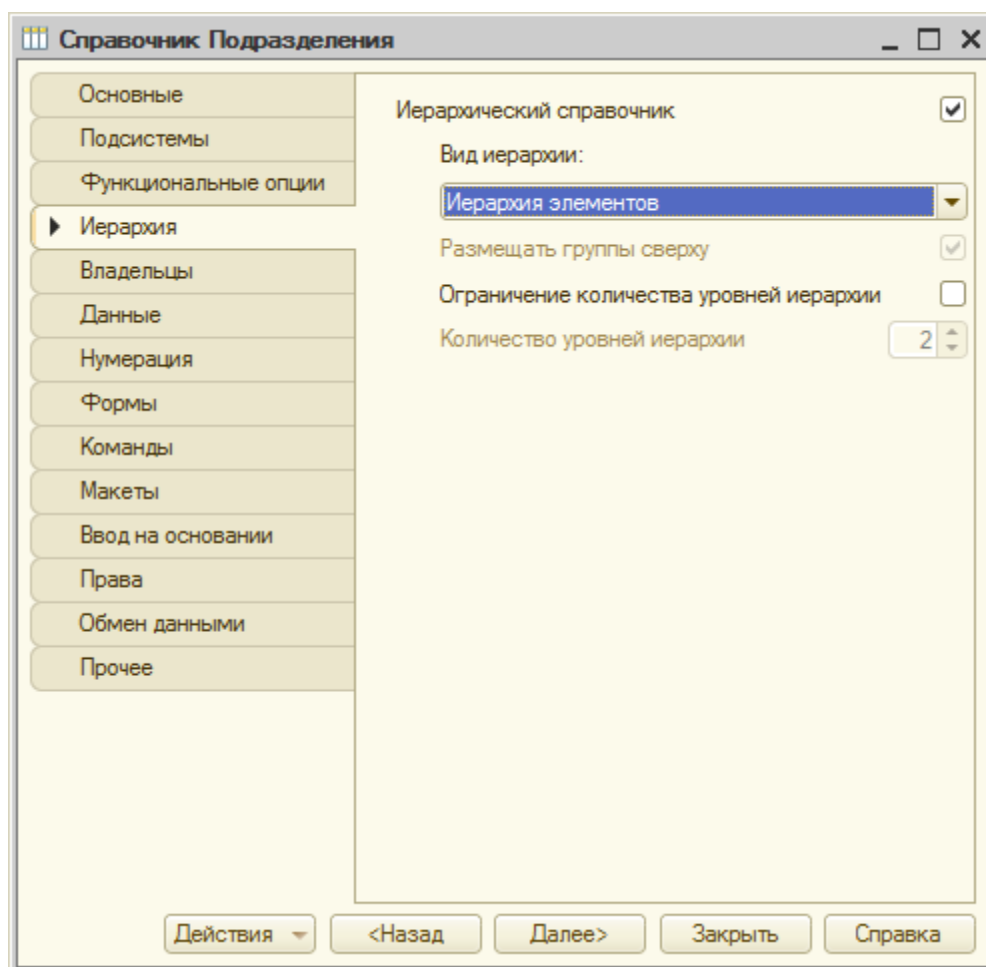 Справочник Подразделения
Основные
Подсистемы
Функциональные опции
Иерархия
Владельцы
Данные
Нумерация
Формы
Команды
Макеты
Ввод на основании
Права
Обмен данными
Прочее
Иерархический справочник
Вид иерархии:
Иерархия элементов
Размещать группы сверху
Ограничение количества уровней иерархии
Количество уровней иерархии 2
Действия <Назад Далее> Закрыть Справка